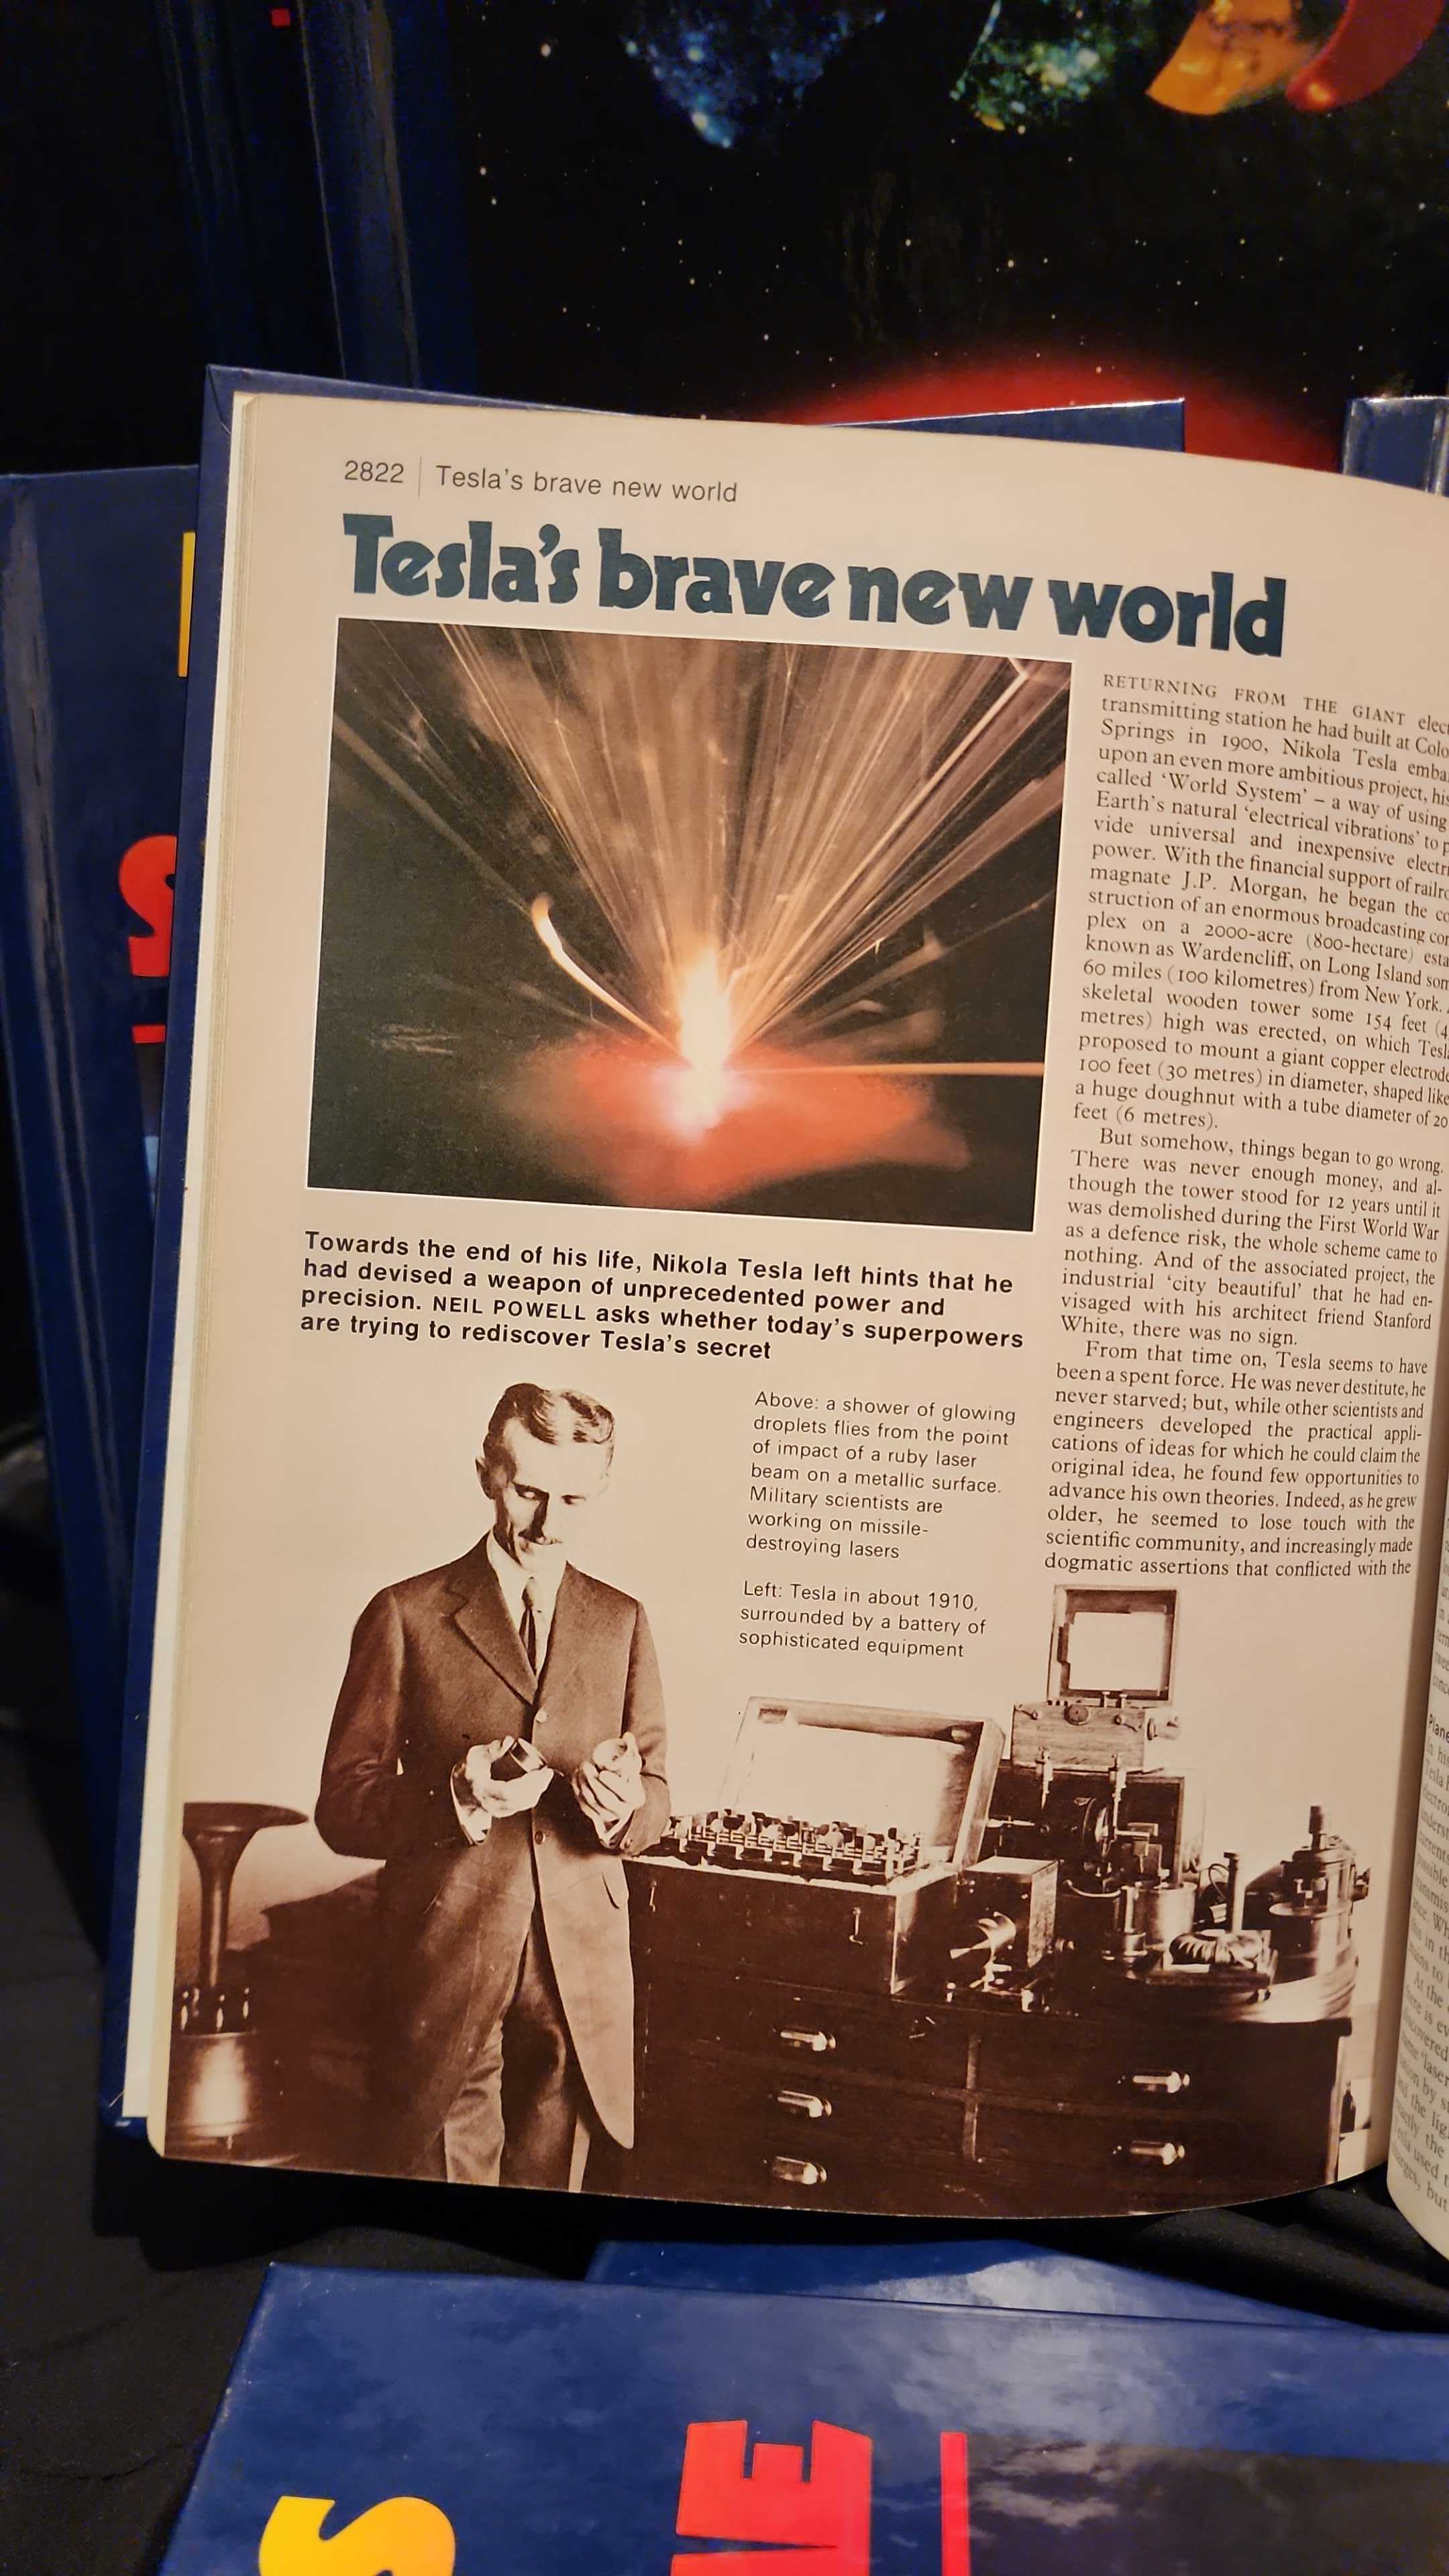 2822 | Tesla's brave new world
Tesla's brave new world
Towards the end of his life, Nikola Tesla left hints that he
had devised a weapon of unprecedented power and
precision. NEIL POWELL asks whether today's superpowers
are trying to rediscover Tesla's secret
Above: a shower of glowing
droplets flies from the point
of impact of a ruby laser
beam on a metallic surface.
Military scientists are
working on missile-
destroying lasers
Left: Tesla in about 1910,
surrounded by a battery of
sophisticated equipment
RETURNING FROM THE GIANT elec
transmitting station he had built at Colo
Springs in 1900, Nikola Tesla emba
upon an even more ambitious project, his
called 'World System' – a way of using
Earth's natural 'electrical vibrations' to p
vide universal and inexpensive electr
power. With the financial support of railro
magnate J.P. Morgan, he began the co
struction of an enormous broadcasting com
plex on a 2000-acre (800-hectare) esta
known as Wardencliff, on Long Island som
60 miles (100 kilometres) from New York.
skeletal wooden tower some 154 feet (4
metres) high was erected, on which Tesl
proposed to mount a giant copper electrode
100 feet (30 metres) in diameter, shaped like
a huge doughnut with a tube diameter of 20
feet (6 metres).
But somehow, things began to go wrong.
There was never enough money, and al-
though the tower stood for 12 years until it
was demolished during the First World War
as a defence risk, the whole scheme came to
nothing. And of the associated project, the
industrial 'city beautiful' that he had en-
visaged with his architect friend Stanford
White, there was no sign.
From that time on, Tesla seems to have
been a spent force. He was never destitute, he
never starved; but, while other scientists and
engineers developed the practical appli-
cations of ideas for which he could claim the
original idea, he found few opportunities to
advance his own theories. Indeed, as he grew
older, he seemed to lose touch with the
scientific community, and increasingly made
dogmatic assertions that conflicted with the